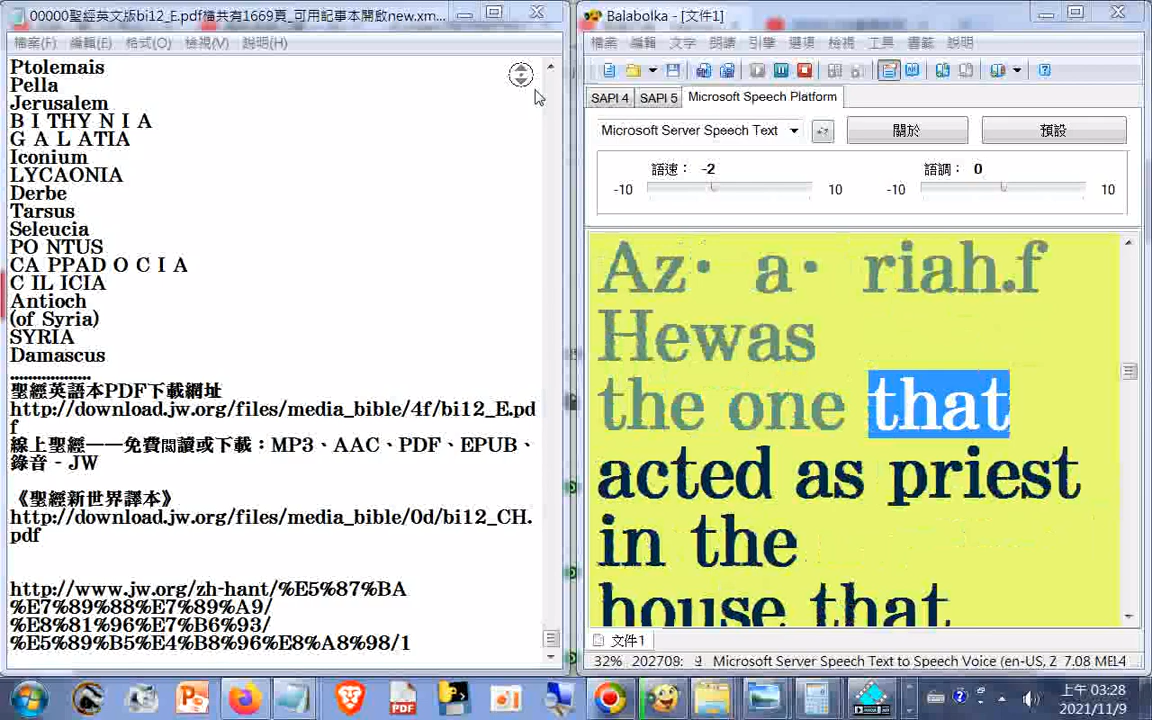 00000聖經英文版bi12_E.pdf檔共有1669頁_可用記事本開啟new.xm...
檔案(F) 編輯(E) 格式(O) 檢視(V) 說明(H)
Ptolemais
Pella
Jerusalem
B I THY N I A
G A L ATIA
Iconium
LYCAONIA
Derbe
Tarsus
Seleucia
PO NTUS
CA PPAD O C I A
C IL ICIA
Antioch
(of Syria)
SYRIA
Damascus
..................
聖經英語本PDF下載網址
http://download.jw.org/files/media_bible/4f/bi12_E.pd
f
線上聖經——免費閱讀或下載：MP3、AAC、PDF、EPUB、
錄音 - JW
《聖經新世界譯本》
http://download.jw.org/files/media_bible/0d/bi12_CH.
pdf
http://www.jw.org/zh-hant/%E5%87%BA
%E7%89%88%E7%89%A9/
%E8%81%96%E7%B6%93/
%E5%89%B5%E4%B8%96%E8%A8%98/1
Balabolka - [文件1]
檔案 編輯 文字 朗讀 引擎 選項 檢視 工具 書籤 說明
SAPI 4 SAPI 5 Microsoft Speech Platform
Microsoft Server Speech Text 關於 預設
語速： -2 語調： 0
-10 10 -10 10
Az· a· riah.f
Hewas
the one that
acted as priest
in the
house that
文件1
32% 202708: Microsoft Server Speech Text to Speech Voice (en-US, Z 7.08 ME14
上午 03:28
2021/11/9